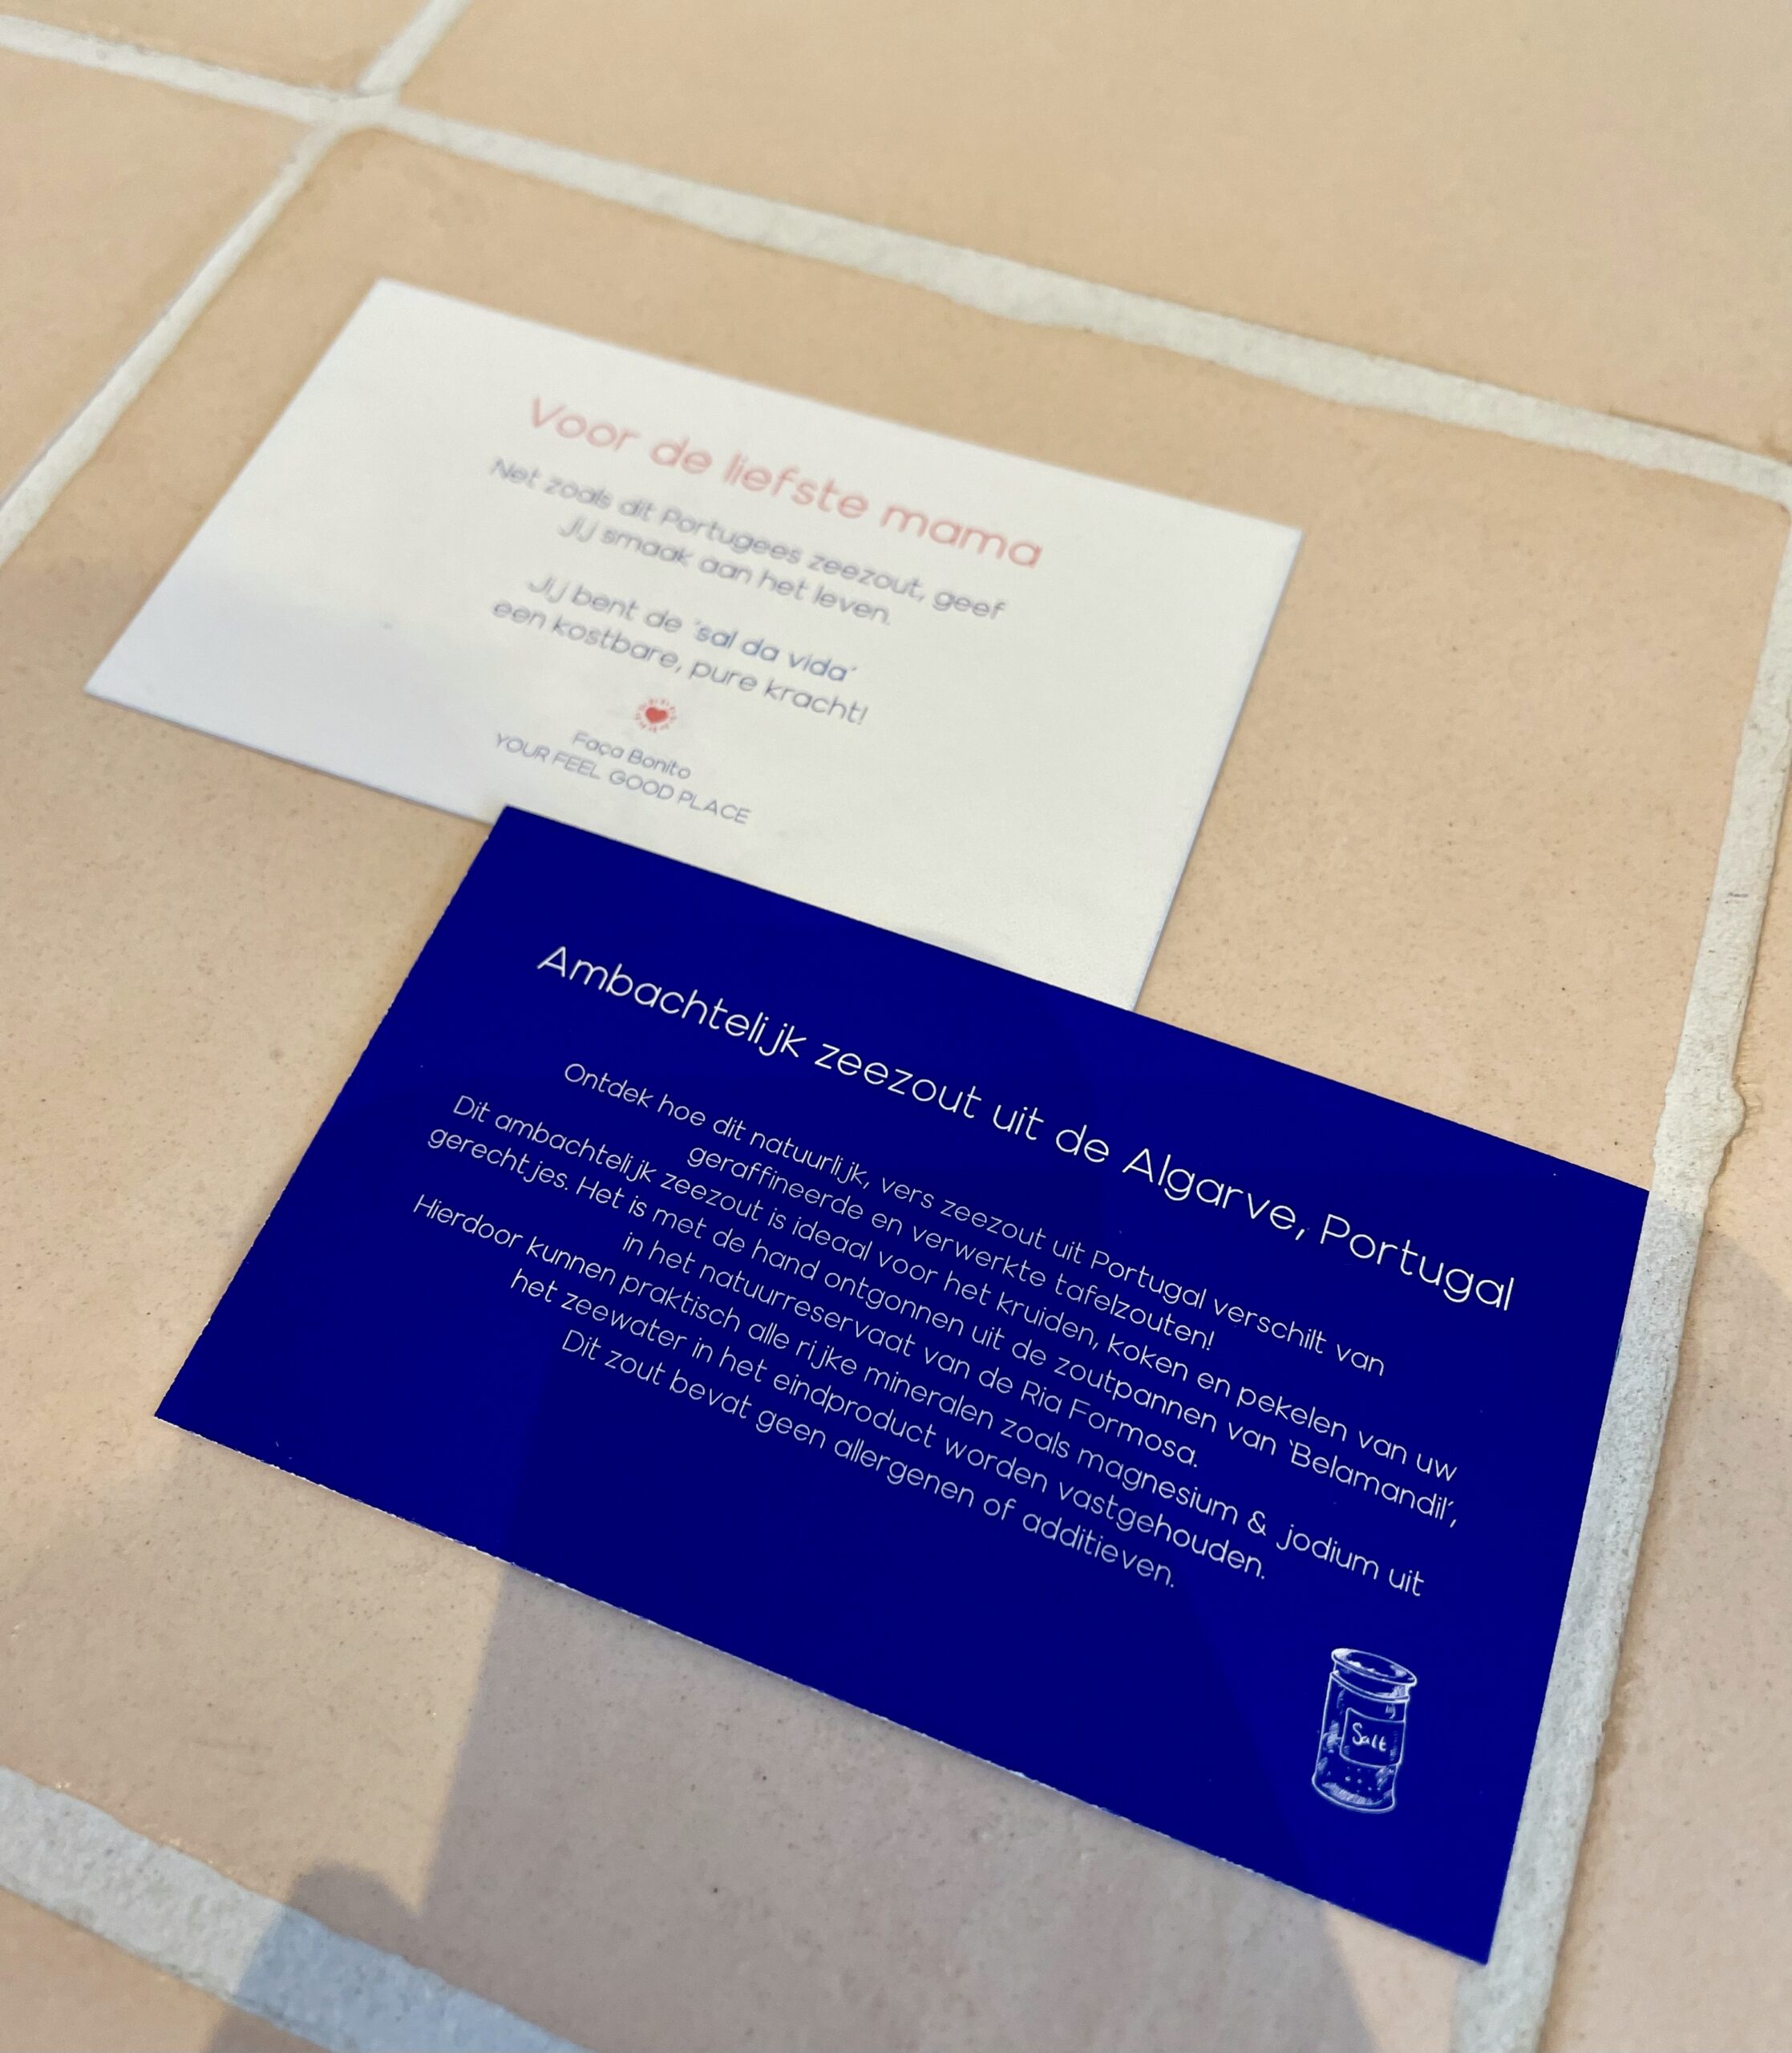 Voor de liefste mama
Net zoals dit Portugees zeezout, geef
Jij smaak aan het leven.
Jij bent de 'sal da vida'
een kostbare, pure kracht!
Faça Bonito
YOUR FEEL GOOD PLACE
Ambachtelijk zeezout uit de Algarve, Portugal
Ontdek hoe dit natuurlijk, vers zeezout uit Portugal verschilt van
geraffineerde en verwerkte tafelzouten!
Dit ambachtelijk zeezout is ideaal voor het kruiden, koken en pekelen van uw
gerechtjes. Het is met de hand ontgonnen uit de zoutpannen van 'Belamandil',
in het natuurreservaat van de Ria Formosa.
Hierdoor kunnen praktisch alle rijke mineralen zoals magnesium & jodium uit
het zeewater in het eindproduct worden vastgehouden.
Dit zout bevat geen allergenen of additieven.
Salt